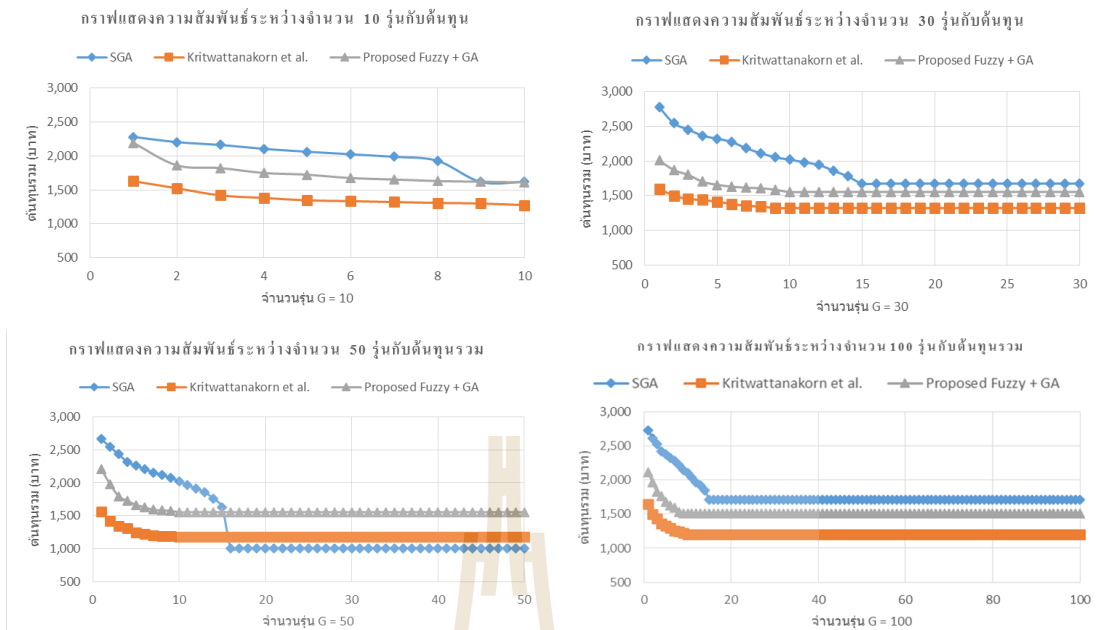 กราฟแสดงความสัมพันธ์ระหว่างจำนวน 10 รุ่นกับต้นทุน
SGA Kritwattanakorn et al. Proposed Fuzzy + GA
3,000
2,500
2,000
1,500
1,000
500
ต้นทุนรวม (บาท)
0 2 4 6 8 10
จำนวนรุ่น G = 10
กราฟแสดงความสัมพันธ์ระหว่างจำนวน 30 รุ่นกับต้นทุน
SGA Kritwattanakorn et al. Proposed Fuzzy + GA
3,000
2,500
2,000
1,500
1,000
500
ต้นทุนรวม (บาท)
0 5 10 15 20 25 30
จำนวนรุ่น G = 30
กราฟแสดงความสัมพันธ์ระหว่างจำนวน 50 รุ่นกับต้นทุนรวม
SGA Kritwattanakorn et al. Proposed Fuzzy + GA
3,000
2,500
2,000
1,500
1,000
500
ต้นทุนรวม (บาท)
0 10 20 30 40 50
จำนวนรุ่น G = 50
กราฟแสดงความสัมพันธ์ระหว่างจำนวน 100 รุ่นกับต้นทุนรวม
SGA Kritwattanakorn et al. Proposed Fuzzy + GA
3,000
2,500
2,000
1,500
1,000
500
ต้นทุนรวม (บาท)
0 20 40 60 80 100
จำนวนรุ่น G = 100